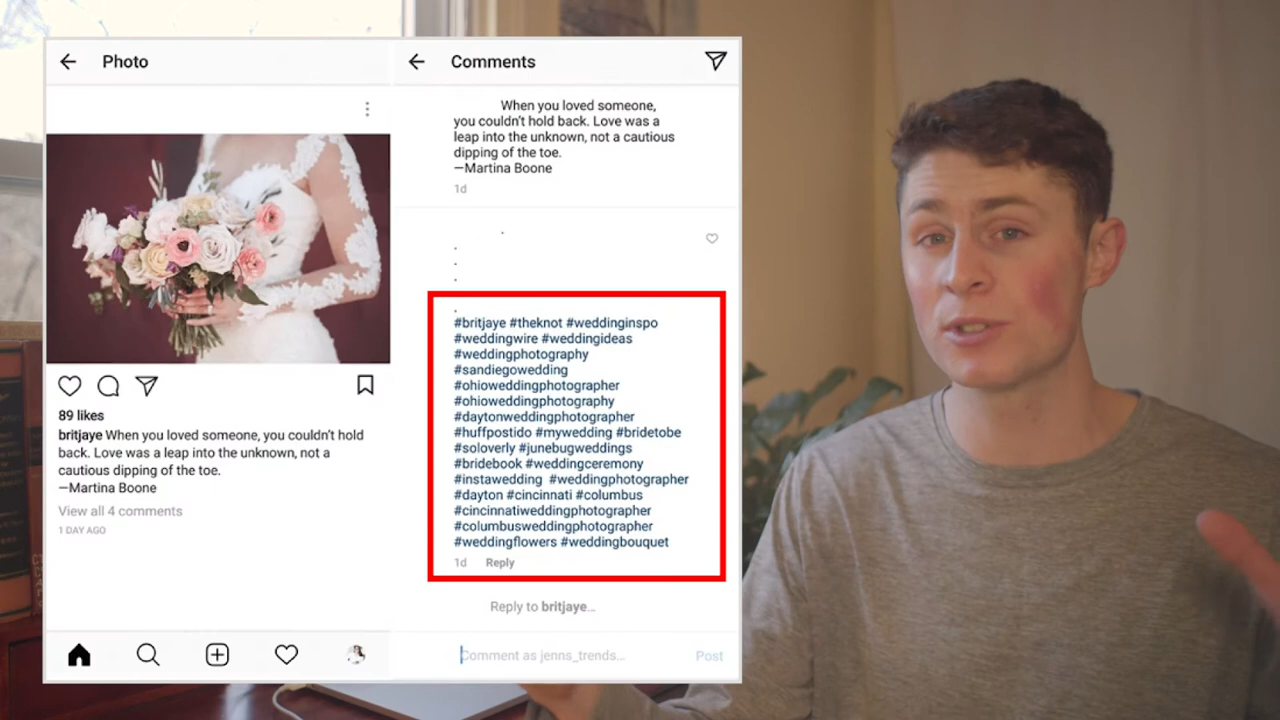 Photo
89 likes
britjaye When you loved someone, you couldn't hold
back. Love was a leap into the unknown, not a
cautious dipping of the toe.
—Martina Boone
View all 4 comments
1 DAY AGO
Comments
When you loved someone,
you couldn't hold back. Love was a
leap into the unknown, not a cautious
dipping of the toe.
—Martina Boone
1d
.
.
.
.
.
#britjaye #theknot #weddinginspo
#weddingwire #weddingideas
#weddingphotography
#sandiegowedding
#ohioweddingphotographer
#ohioweddingphotography
#daytonweddingphotographer
#huffpostido #mywedding #bridetobe
#soloverly #junebugweddings
#bridebook #weddingceremony
#instawedding #weddingphotographer
#dayton #cincinnati #columbus
#cincinnatiweddingphotographer
#columbusweddingphotographer
#weddingflowers #weddingbouquet
1d Reply
Reply to britjaye...
Comment as jenns_trends... Post